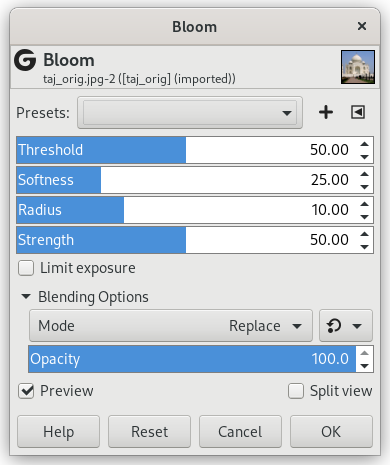 Bloom
Bloom
taj_orig.jpg-2 ([taj_orig] (imported))
Presets:
Threshold 50.00
Softness 25.00
Radius 10.00
Strength 50.00
Limit exposure
Blending Options
Mode Replace
Opacity 100.0
Preview Split view
Help Reset Cancel OK